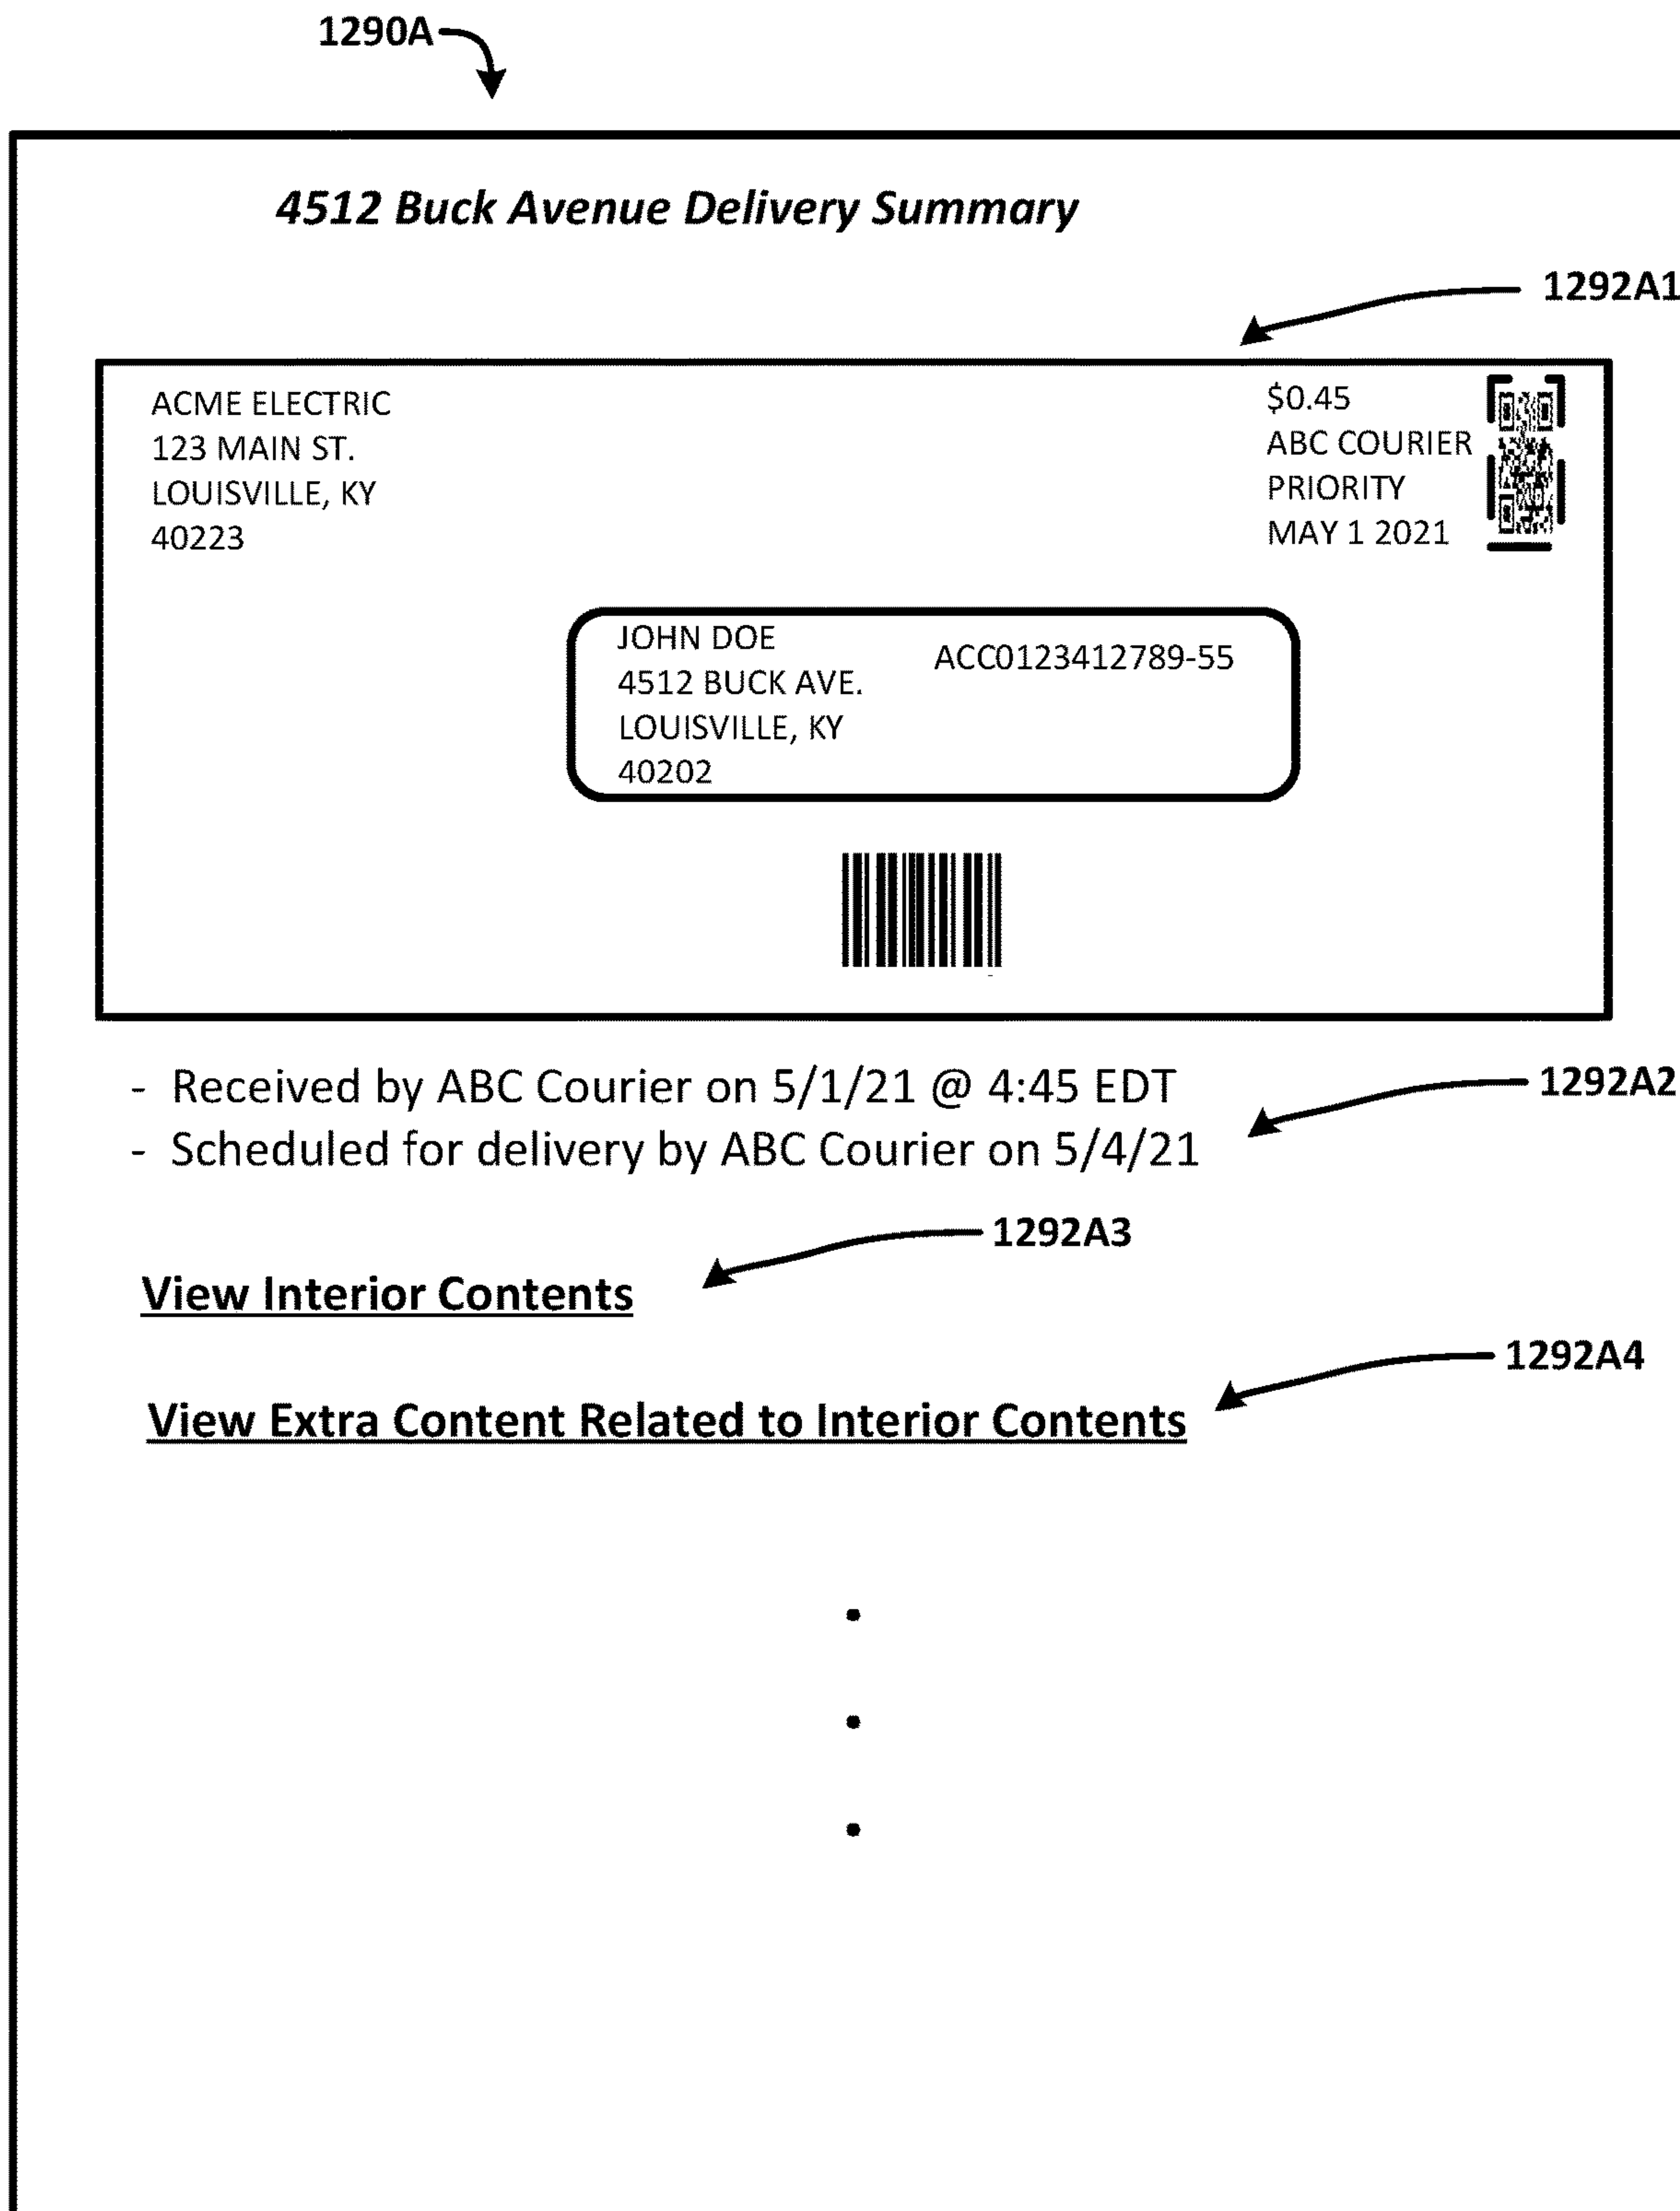 1290A
4512 Buck Avenue Delivery Summary
1292A1
ACME ELECTRIC
123 MAIN ST.
LOUISVILLE, KY
40223
$0.45
ABC COURIER
PRIORITY
MAY 1 2021
JOHN DOE
4512 BUCK AVE.
LOUISVILLE, KY
40202
ACC0123412789-55
- Received by ABC Courier on 5/1/21 @ 4:45 EDT
- Scheduled for delivery by ABC Courier on 5/4/21
1292A2
1292A3
View Interior Contents
1292A4
View Extra Content Related to Interior Contents